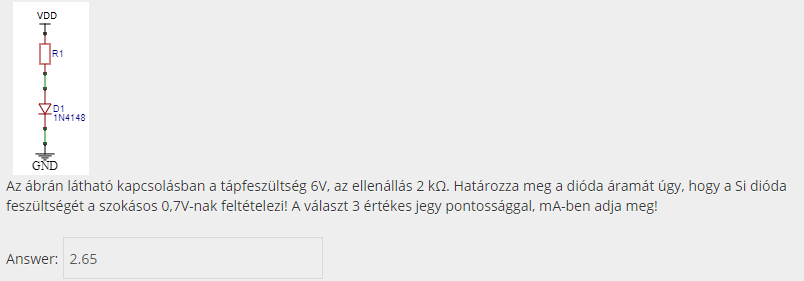 VDD
R1
D1
1N4148
GND
Az ábrán látható kapcsolásban a tápfeszültség 6V, az ellenállás 2 kΩ. Határozza meg a dióda áramát úgy, hogy a Si dióda
feszültségét a szokásos 0,7V-nak feltételezi! A választ 3 értékes jegy pontossággal, mA-ben adja meg!
Answer: 2.65